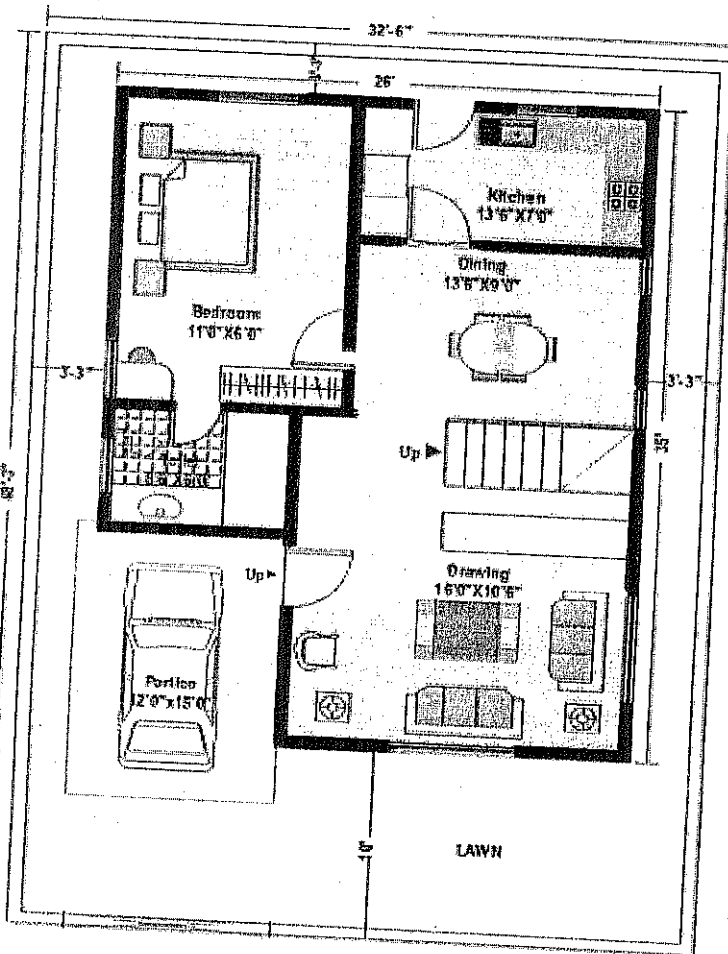 32'-6"
26'
Kitchen
13'6"X7'0"
Dining
13'6"X9'0"
Bedroom
11'0"X6'0"
3'-3"
3'-3"
Up
35'
Up
Drawing
16'0"X10'6"
Portico
12'0"x15'0"
LAWN